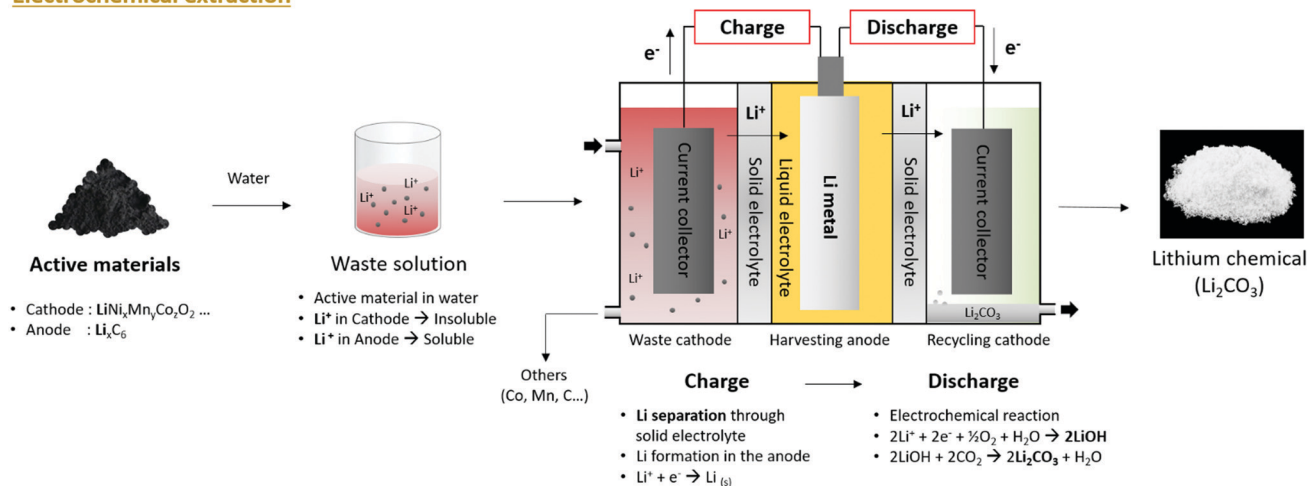 Electrochemical extraction
Charge
Discharge
e⁻
e⁻
Water
Li⁺
Li⁺
Li⁺
Li⁺
Li⁺
Li⁺
Li⁺
Current collector
Li⁺
Solid electrolyte
Liquid electrolyte
Li metal
Li⁺
Solid electrolyte
Current collector
Li₂CO₃
Active materials
• Cathode : LiNiₓMnᵧCo₂O₂ ...
• Anode : LiₓC₆
Waste solution
• Active material in water
• Li⁺ in Cathode → Insoluble
• Li⁺ in Anode → Soluble
Others
(Co, Mn, C...)
Waste cathode
Harvesting anode
Recycling cathode
Lithium chemical
(Li₂CO₃)
Charge
• Li separation through
solid electrolyte
• Li formation in the anode
• Li⁺ + e⁻ → Li ₍s₎
Discharge
• Electrochemical reaction
• 2Li⁺ + 2e⁻ + ½O₂ + H₂O → 2LiOH
• 2LiOH + 2CO₂ → 2Li₂CO₃ + H₂O